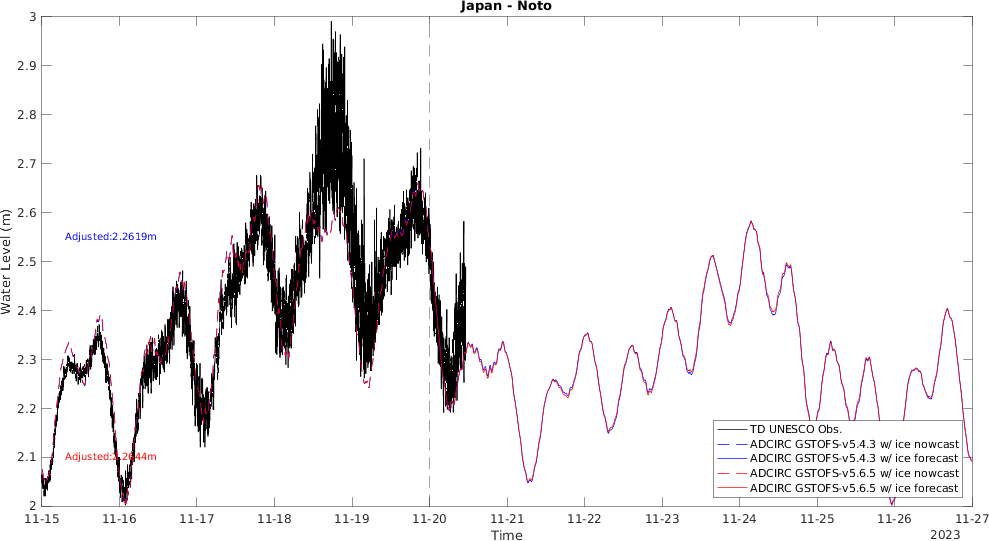 Japan - Noto
3
2.9
2.8
2.7
2.6
2.5
2.4
2.3
2.2
2.1
2
Water Level (m)
Adjusted:2.2619m
Adjusted:2.2644m
TD UNESCO Obs.
ADCIRC GSTOFS-v5.4.3 w/ ice nowcast
ADCIRC GSTOFS-v5.4.3 w/ ice forecast
ADCIRC GSTOFS-v5.6.5 w/ ice nowcast
ADCIRC GSTOFS-v5.6.5 w/ ice forecast
11-15 11-16 11-17 11-18 11-19 11-20 11-21 11-22 11-23 11-24 11-25 11-26 11-27
Time
2023